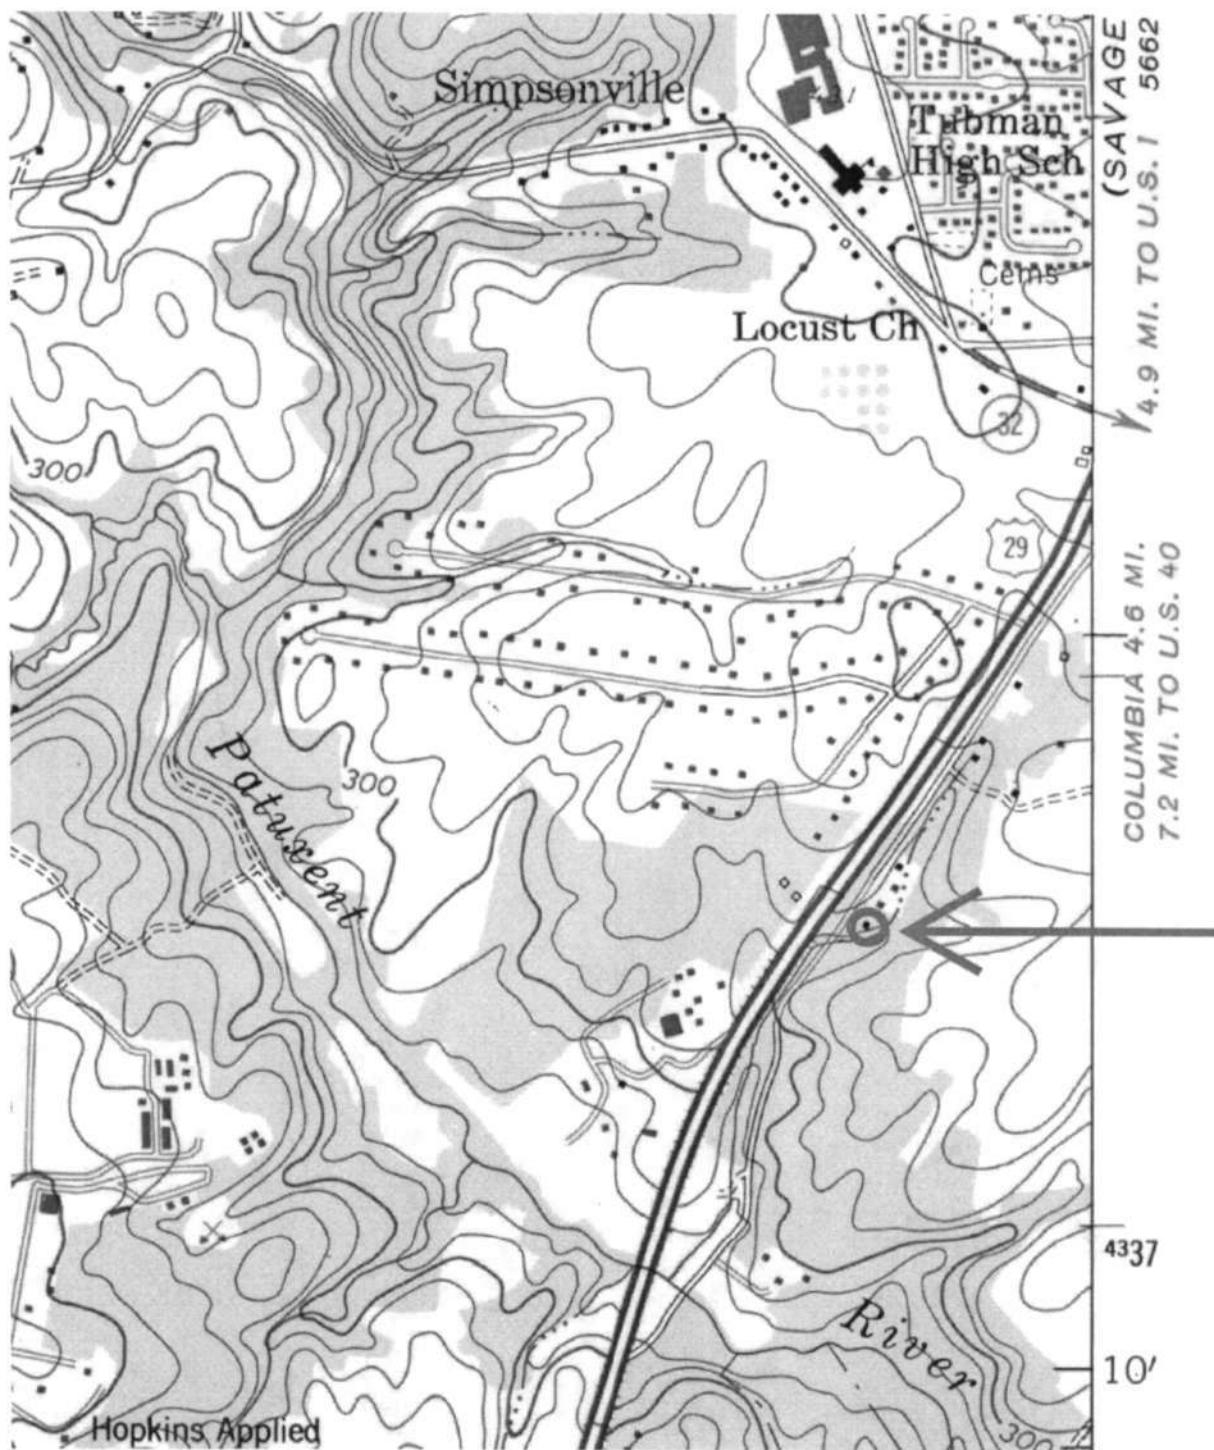 Simpsonville
431
Tubman
High Sch
(SAVAGE
5662
4.9 MI. TO U.S. 1
Cems
Locust Ch
32
300
29
COLUMBIA 4.6 MI.
7.2 MI. TO U.S. 40
Patuxent
300
4337
River
10'
300
Hopkins Applied